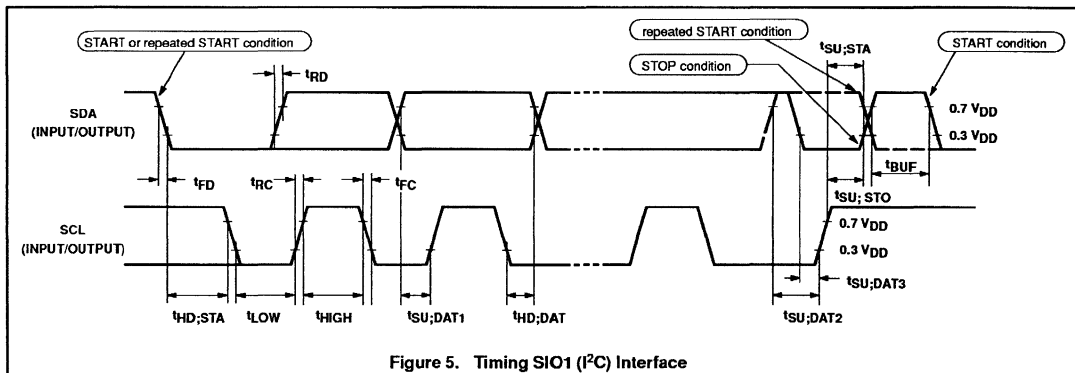 START or repeated START condition
repeated START condition
tSU;STA
START condition
STOP condition
tRD
SDA
(INPUT/OUTPUT)
0.7 VDD
0.3 VDD
tFD
tRC
tFC
tBUF
tSU; STO
SCL
(INPUT/OUTPUT)
0.7 VDD
0.3 VDD
tSU;DAT3
tHD;STA
tLOW
tHIGH
tSU;DAT1
tHD;DAT
tSU;DAT2
Figure 5. Timing SIO1 (I²C) Interface